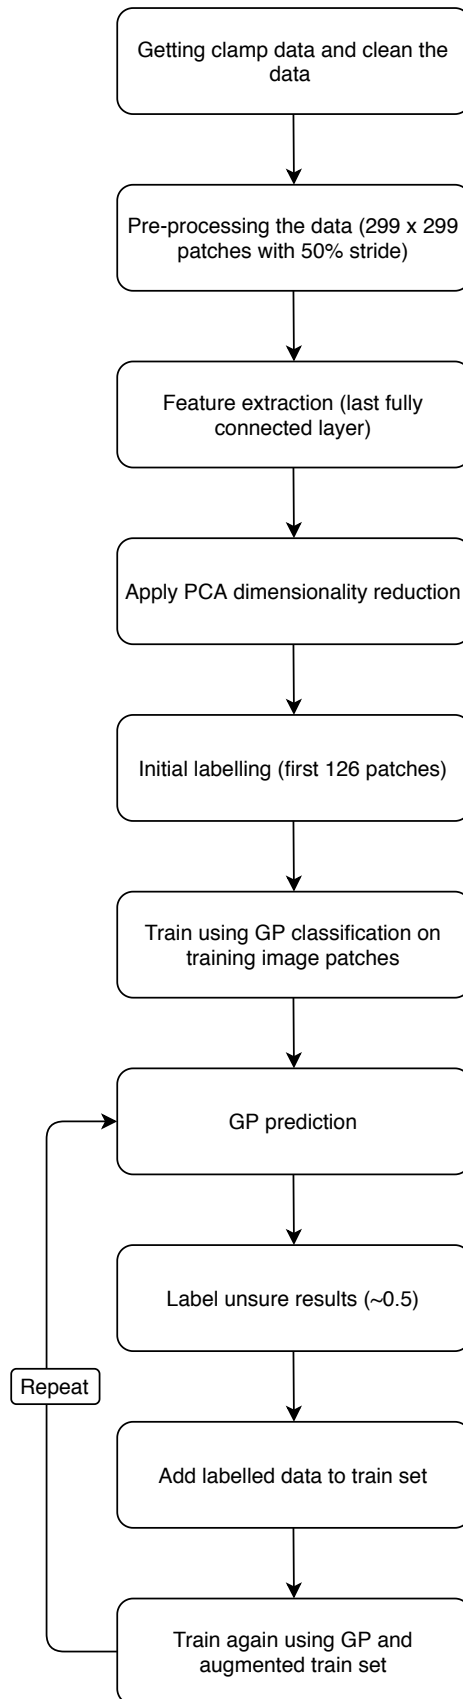 Getting clamp data and clean the
data
Pre-processing the data (299 x 299
patches with 50% stride)
Feature extraction (last fully
connected layer)
Apply PCA dimensionality reduction
Initial labelling (first 126 patches)
Train using GP classification on
training image patches
GP prediction
Label unsure results (~0.5)
Repeat
Add labelled data to train set
Train again using GP and
augmented train set